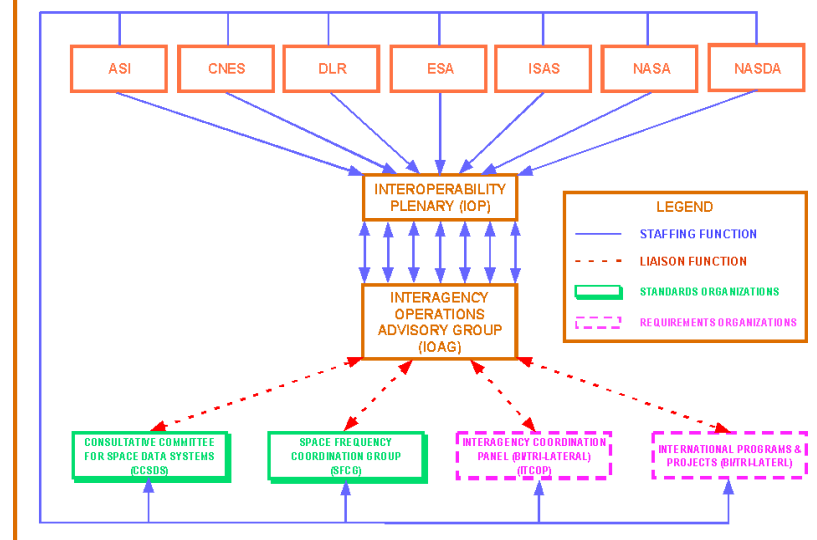 ASI
CNES
DLR
ESA
ISAS
NASA
NASDA
INTEROPERABILITY
PLENARY (IOP)
LEGEND
STAFFING FUNCTION
LIAISON FUNCTION
STANDARDS ORGANIZATIONS
REQUIREMENTS ORGANIZATIONS
INTERAGENCY
OPERATIONS
ADVISORY GROUP
(IOAG)
CONSULTATIVE COMMITTEE
FOR SPACE DATA SYSTEMS
(CCSDS)
SPACE FREQUENCY
COORDINATION GROUP
(SFCG)
INTERAGENCY COORDINATION
PANEL (BI/TRI-LATERAL)
(ITCOP)
INTERNATIONAL PROGRAMS &
PROJECTS (BI/TRI-LATERL)